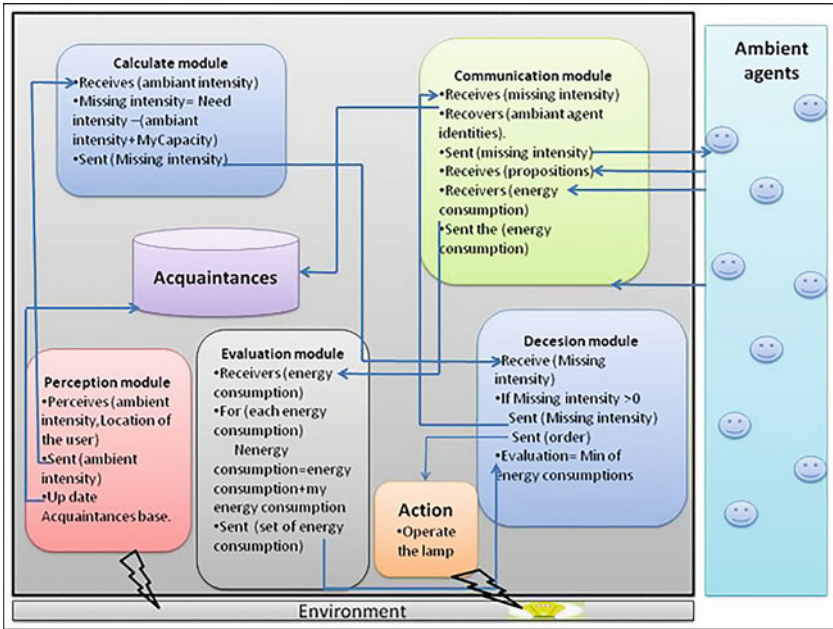 Calculate module
•Receives (ambiant intensity)
•Missing intensity= Need
intensity –(ambiant
intensity+MyCapacity)
•Sent (Missing intensity)
Communication module
•Receives (missing intensity)
•Recovers (ambiant agent
identities).
•Sent (missing intensity)
•Receives (propositions)
•Receivers (energy
consumption)
•Sent the (energy
consumption)
Ambient
agents
Acquaintances
Perception module
•Perceives (ambient
intensity,Location of
the user)
•Sent (ambient
intensity)
•Up date
Acquaintances base.
Evaluation module
•Receivers (energy
consumption)
•For (each energy
consumption)
Nenergy
consumption=energy
consumption+my
energy consumption
•Sent (set of energy
consumption)
Decesion module
•Receive (Missing
intensity)
•If Missing intensity >0
Sent (Missing intensity)
Sent (order)
•Evaluation= Min of
energy consumptions
Action
•Operate
the lamp
Environment